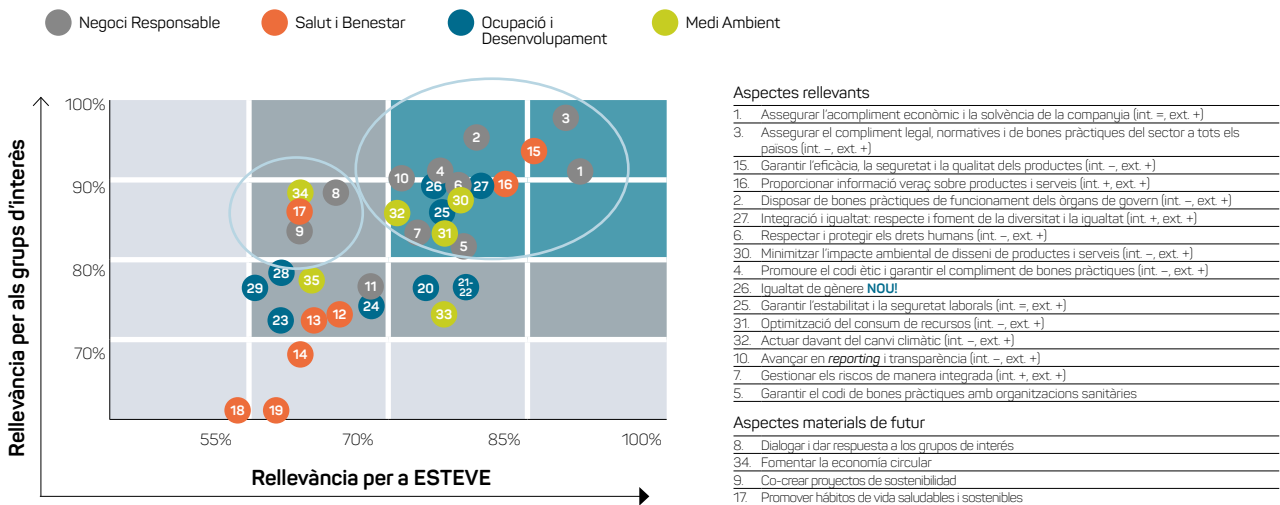 Negoci Responsable
Salut i Benestar
Ocupació i
Desenvolupament
Medi Ambient
Rellevància per als grups d'interès
100%
90%
80%
70%
3
2
15
4
1
10
26
6
27
16
34
8
30
17
32
25
9
7
31
5
28
35
29
11
20
21-
22
24
12
33
23
13
14
18
19
55%
70%
85%
100%
Rellevància per a ESTEVE
Aspectes rellevants
1. Assegurar l'acompliment econòmic i la solvència de la companyia (int. =, ext. +)
3. Assegurar el compliment legal, normatives i de bones pràctiques del sector a tots els
països (int. –, ext. +)
15. Garantir l'eficàcia, la seguretat i la qualitat dels productes (int. –, ext. +)
16. Proporcionar informació veraç sobre productes i serveis (int. +, ext. +)
2. Disposar de bones pràctiques de funcionament dels òrgans de govern (int. –, ext. +)
27. Integració i igualtat: respecte i foment de la diversitat i la igualtat (int. +, ext. +)
6. Respectar i protegir els drets humans (int. –, ext. +)
30. Minimitzar l'impacte ambiental de disseni de productes i serveis (int. –, ext. +)
4. Promoure el codi ètic i garantir el compliment de bones pràctiques (int. –, ext. +)
26. Igualtat de gènere NOU!
25. Garantir l'estabilitat i la seguretat laborals (int. =, ext. +)
31. Optimització del consum de recursos (int. –, ext. +)
32. Actuar davant del canvi climàtic (int. –, ext. +)
10. Avançar en reporting i transparència (int. –, ext. +)
7. Gestionar els riscos de manera integrada (int. +, ext. +)
5. Garantir el codi de bones pràctiques amb organitzacions sanitàries
Aspectes materials de futur
8. Dialogar i dar respuesta a los grupos de interés
34. Fomentar la economía circular
9. Co-crear proyectos de sostenibilidad
17. Promover hábitos de vida saludables i sostenibles